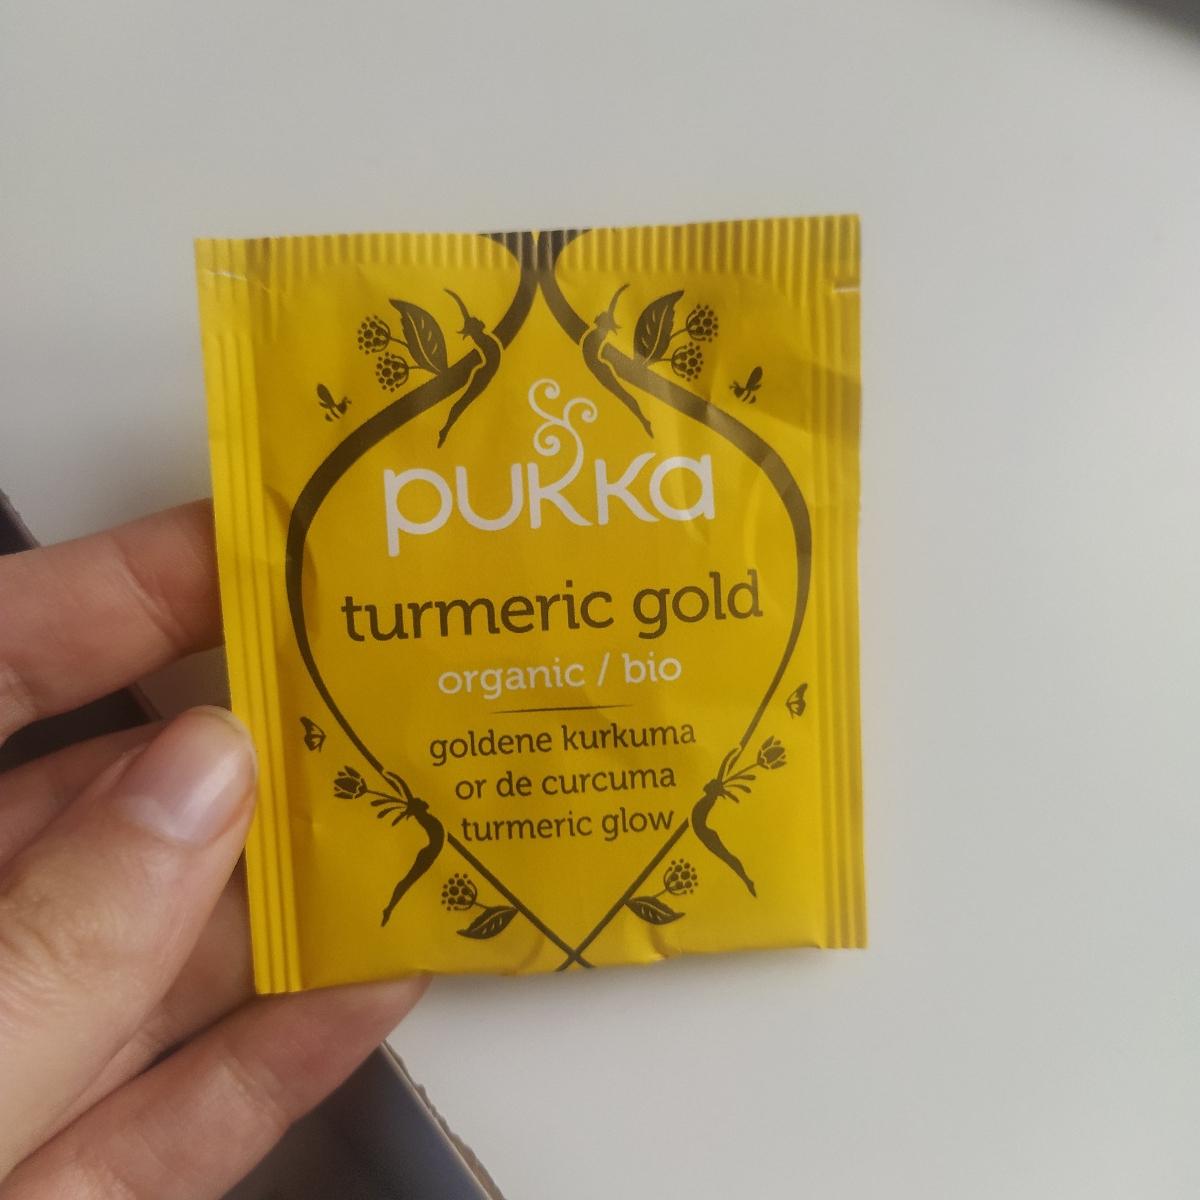 pukka
turmeric gold
organic / bio
goldene kurkuma
or de curcuma
turmeric glow